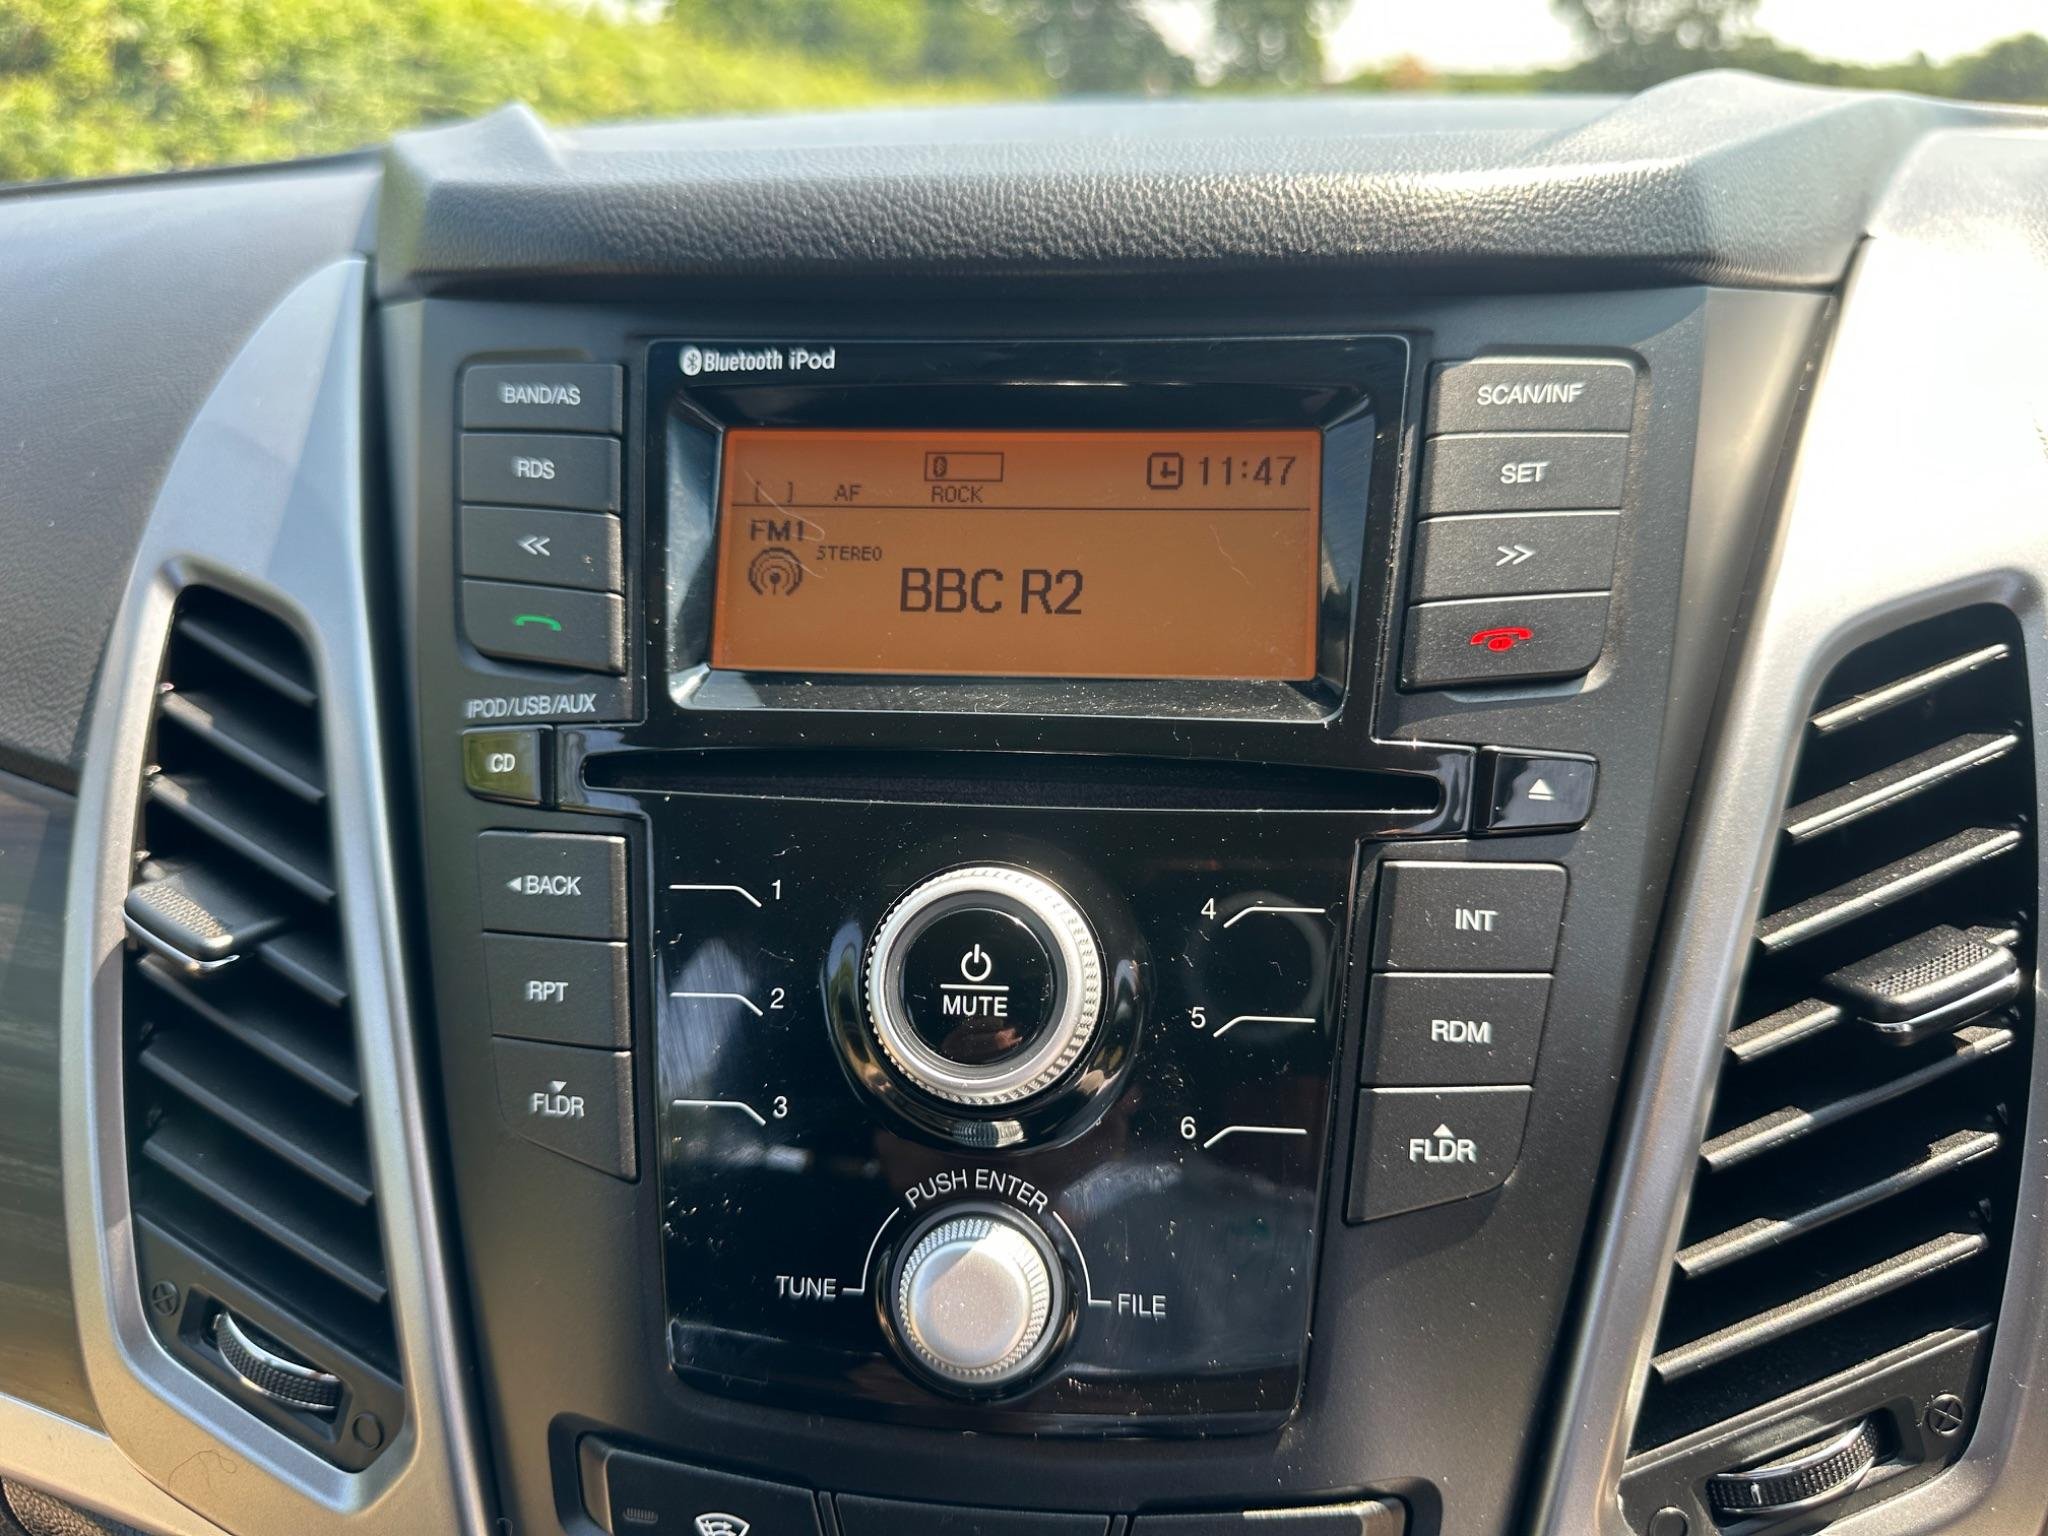 Bluetooth iPod
BAND/AS
RDS
iPOD/USB/AUX
CD
[ ] AF ROCK 11:47
FM1
STEREO
BBC R2
SCAN/INF
SET
BACK
RPT
FLDR
1
2
3
MUTE
4
5
6
INT
RDM
FLDR
PUSH ENTER
TUNE
FILE